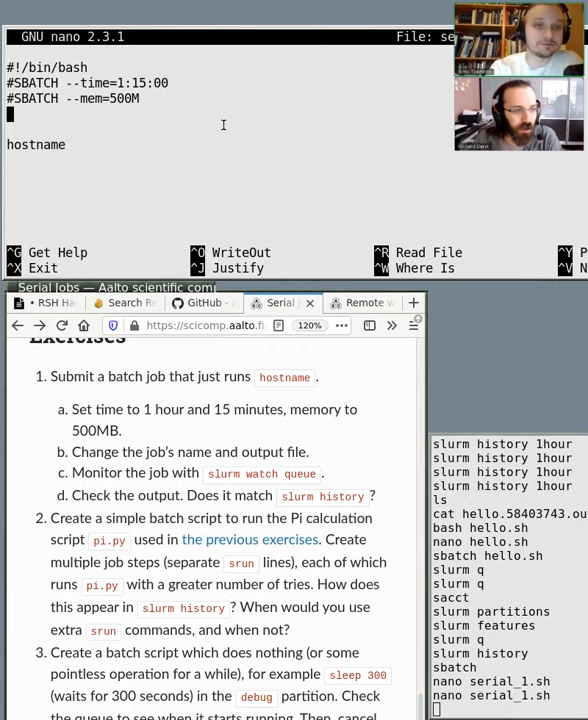 GNU nano 2.3.1 File: se
#!/bin/bash
#SBATCH --time=1:15:00
#SBATCH --mem=500M
hostname
^G Get Help ^O WriteOut ^R Read File ^Y P
^X Exit ^J Justify ^W Where Is ^V N
Serial Jobs — Aalto scientific comp
• RSH Ha Search Re GitHub - a Serial J × Remote w +
https://scicomp.aalto.fi 120% •••
Exercises
1. Submit a batch job that just runs hostname .
a. Set time to 1 hour and 15 minutes, memory to
500MB.
b. Change the job’s name and output file.
c. Monitor the job with slurm watch queue .
d. Check the output. Does it match slurm history ?
2. Create a simple batch script to run the Pi calculation
script pi.py used in the previous exercises. Create
multiple job steps (separate srun lines), each of which
runs pi.py with a greater number of tries. How does
this appear in slurm history ? When would you use
extra srun commands, and when not?
3. Create a batch script which does nothing (or some
pointless operation for a while), for example sleep 300
(waits for 300 seconds) in the debug partition. Check
the queue to see when it starts running. Then, cancel
slurm history 1hour
slurm history 1hour
slurm history 1hour
slurm history 1hour
ls
cat hello.58403743.ou
bash hello.sh
nano hello.sh
sbatch hello.sh
slurm q
slurm q
sacct
slurm partitions
slurm features
slurm q
slurm history
sbatch
nano serial_1.sh
nano serial_1.sh